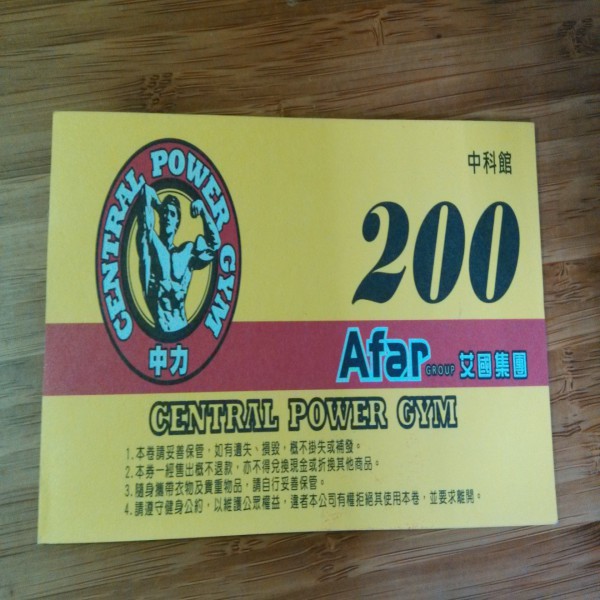 中科館
CENTRAL POWER GYM
中力
200
Afar GROUP 艾國集團
CENTRAL POWER GYM
1.本卷請妥善保管，如有遺失、損毀，概不掛失或補發。
2.本券一經售出概不退款，亦不得兌換現金或折換其他商品。
3.隨身攜帶衣物及貴重物品，請自行妥善保管。
4.請遵守健身公約，以維護公眾權益，違者本公司有權拒絕其使用本卷，並要求離開。